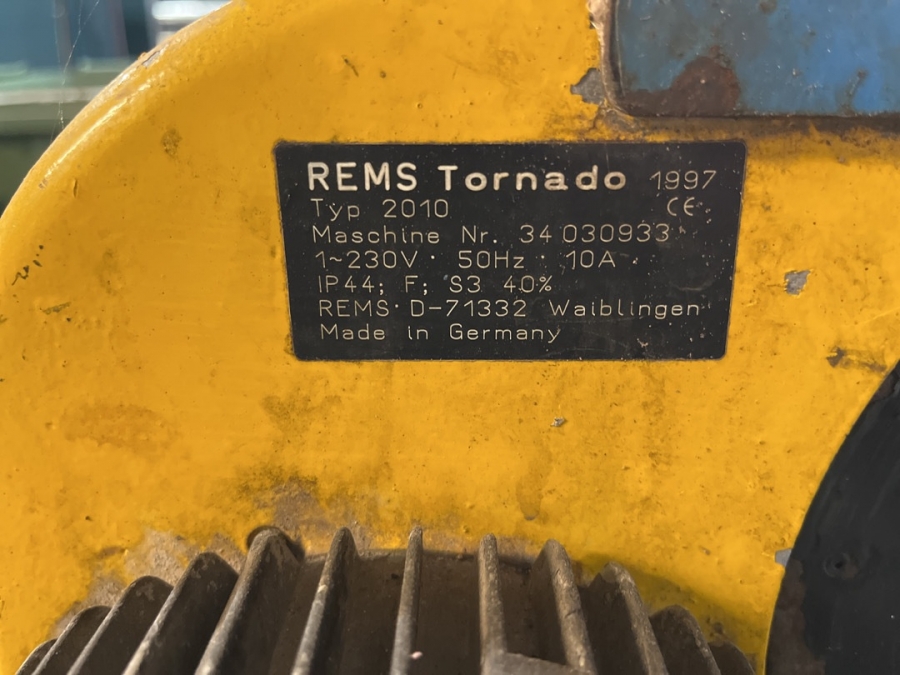 REMS Tornado 1997
Typ 2010 CE
Maschine Nr. 34 030933
1~230V 50Hz 10A
IP44; F; S3 40%
REMS D-71332 Waiblingen
Made in Germany